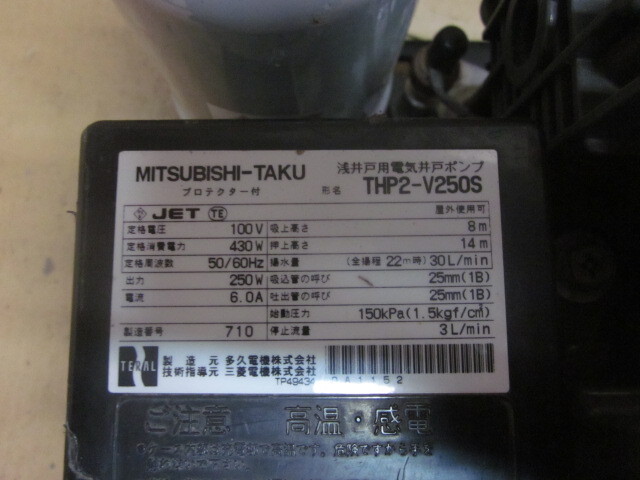 MITSUBISHI-TAKU 浅井戸用電気井戸ポンプ
プロテクター付 形名 THP2-V250S
JET TE 屋外使用可
定格電圧 100V 吸上高さ 8m
定格消費電力 430W 押上高さ 14m
定格周波数 50/60Hz 揚水量 (全揚程22m時) 30L/min
出力 250W 吸込管の呼び 25mm(1B)
電流 6.0A 吐出管の呼び 25mm(1B)
始動圧力 150kPa(1.5kgf/cm²)
製造番号 710 停止流量 3L/min
TERAL 製造元 多久電機株式会社
技術指導元 三菱電機株式会社
ご注意 高温・感電